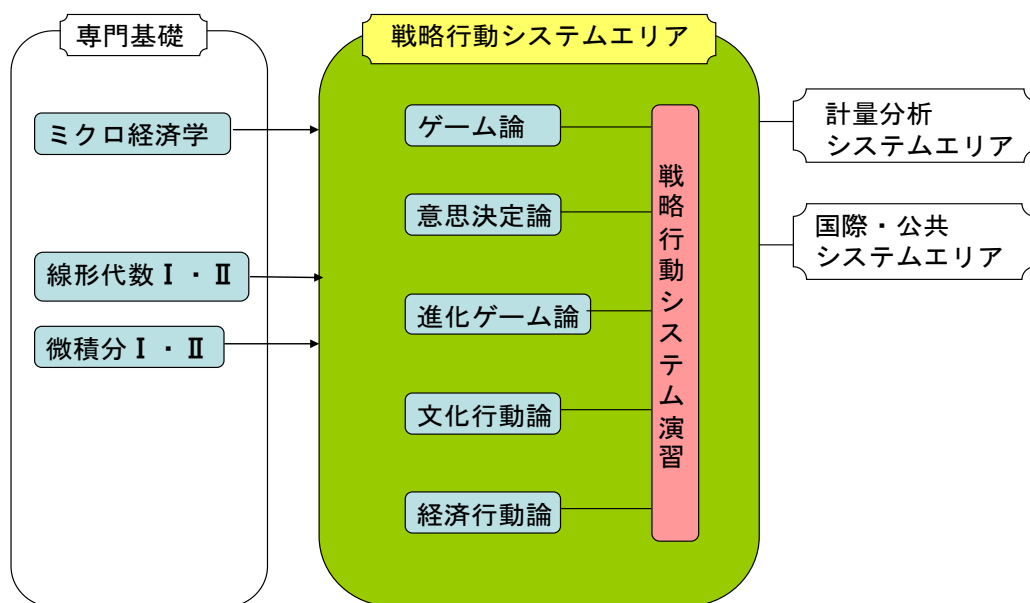 専門基礎
ミクロ経済学
線形代数Ⅰ・Ⅱ
微積分Ⅰ・Ⅱ
戦略行動システムエリア
ゲーム論
意思決定論
進化ゲーム論
文化行動論
経済行動論
戦略行動システム演習
計量分析
システムエリア
国際・公共
システムエリア